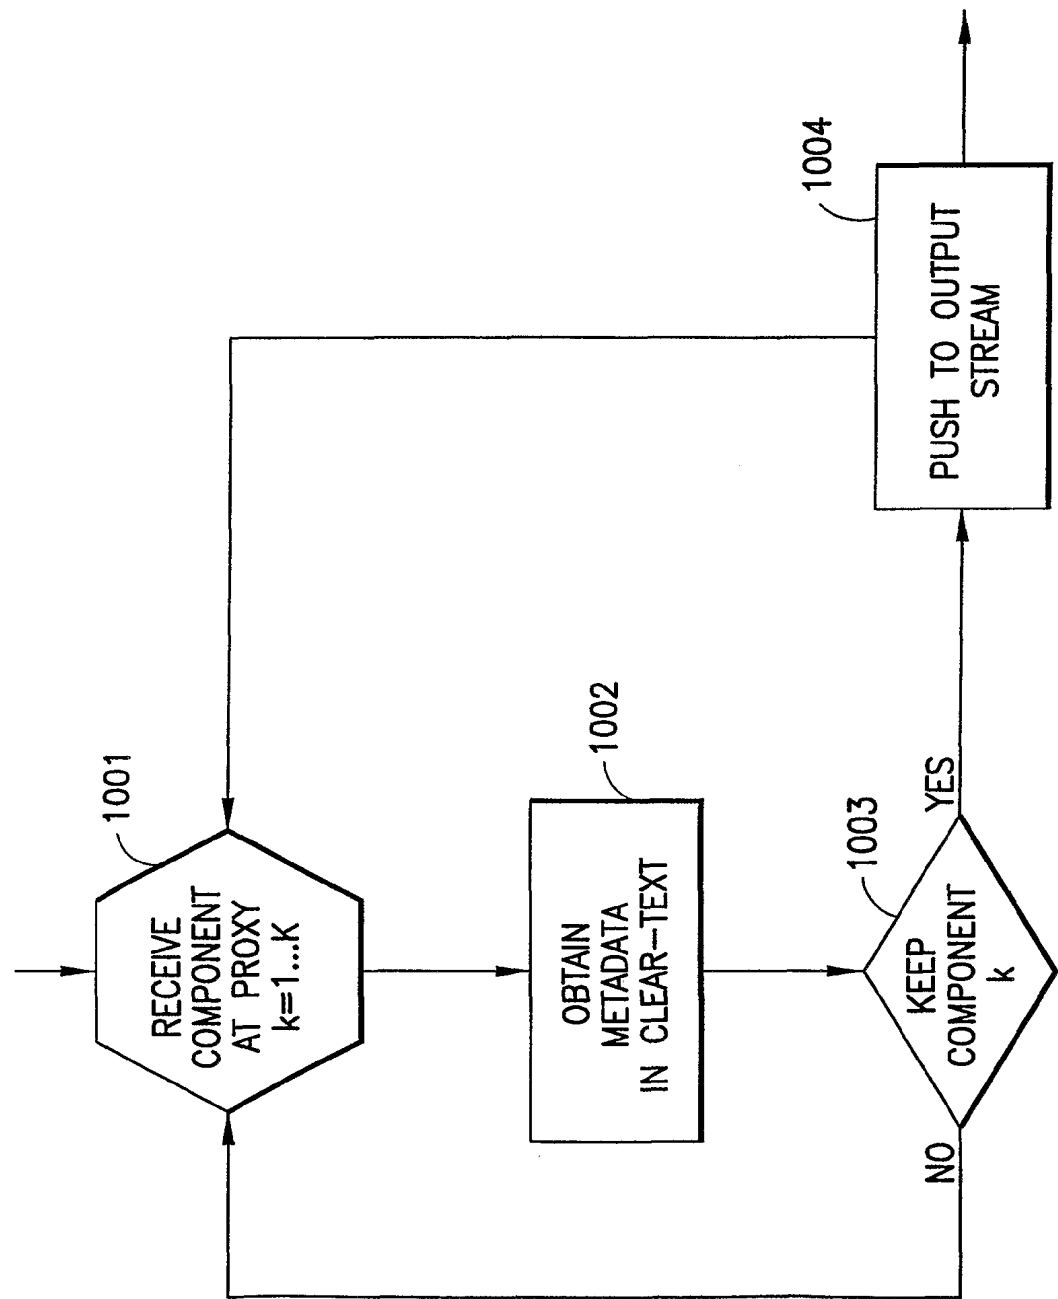 1001
RECEIVE
COMPONENT
AT PROXY
k=1...K
1002
OBTAIN
METADATA
IN CLEAR-TEXT
1003
KEEP
COMPONENT
k
NO
YES
1004
PUSH TO OUTPUT
STREAM